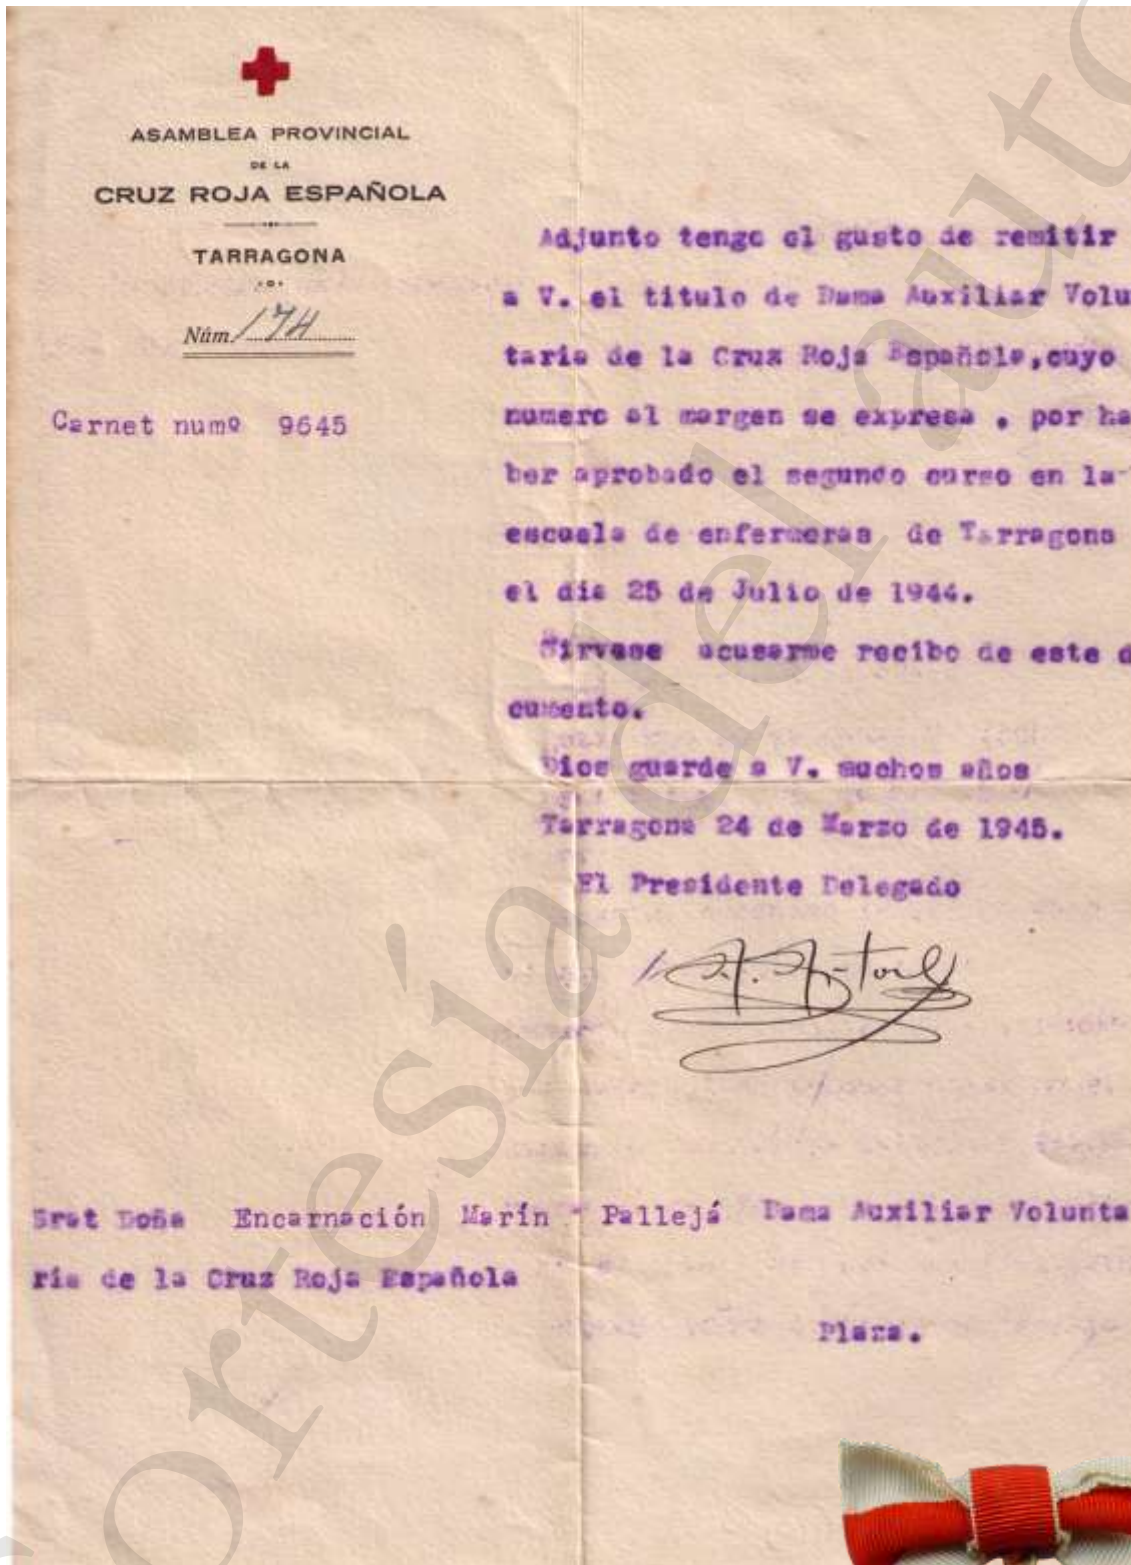 ASAMBLEA PROVINCIAL
DE LA
CRUZ ROJA ESPAÑOLA
TARRAGONA
Núm. 174
Carnet numº 9645
Adjunto tengo el gusto de remitir
a V. el titulo de Dama Auxiliar Volu
taria de la Cruz Roja Española,cuyo
numero al margen se expresa . por ha
ber aprobado el segundo curso en la-
escuela de enfermeras de Tarragona
el dia 25 de Julio de 1944.
Sirvase acusarme recibo de este d
cumento.
Dios guarde a V. muchos años
Tarragona 24 de Marzo de 1945.
El Presidente Delegado
Srat Doña Encarnación Marín Pallejá Dama Auxiliar Volunta
ria de la Cruz Roja Española
Plaza.
Cortesía del auto